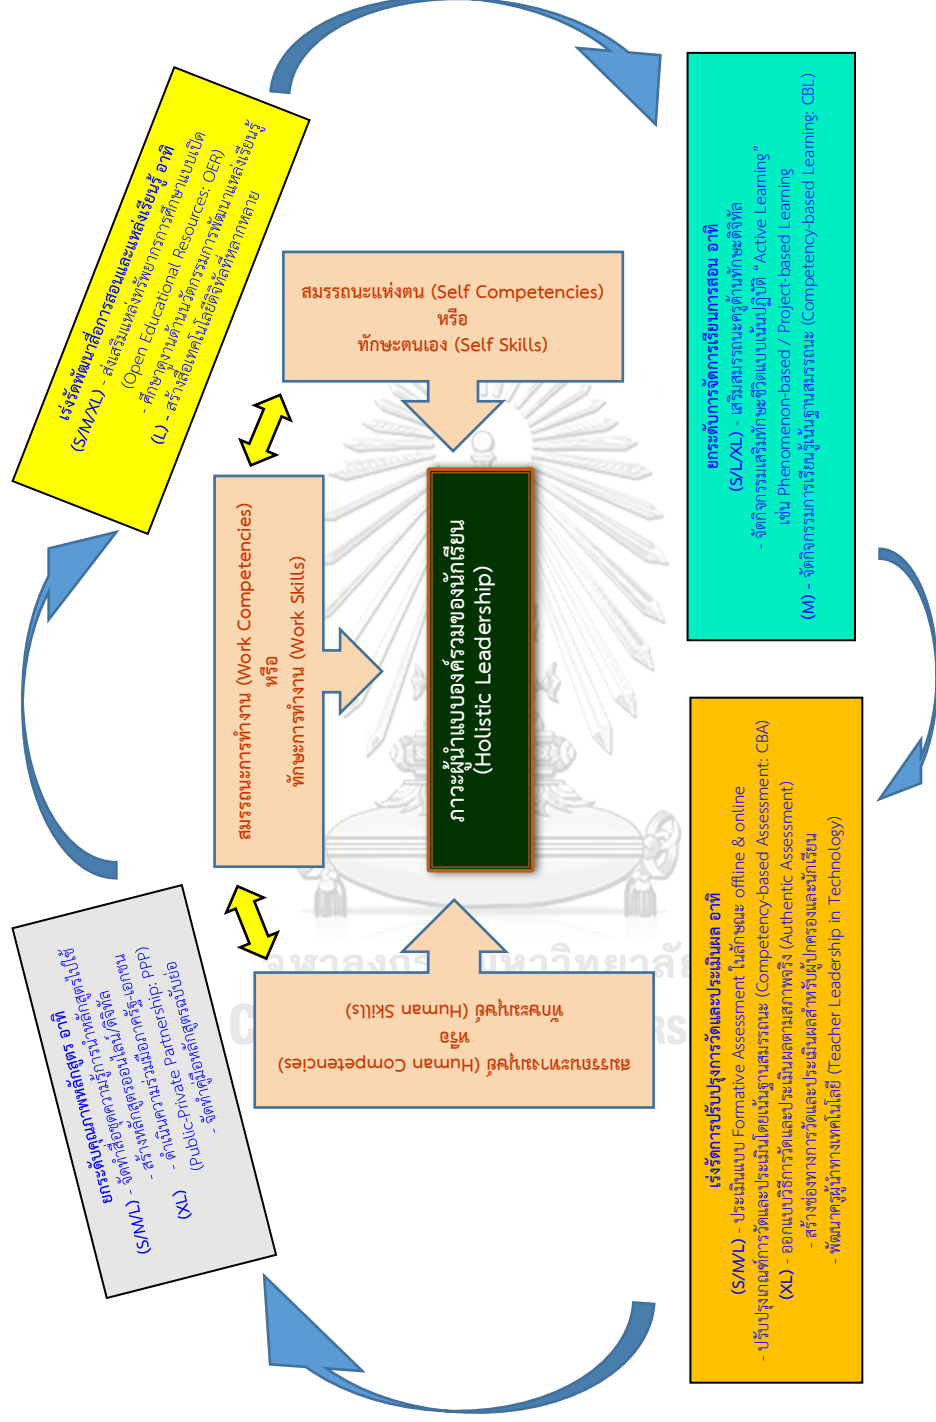 ยกระดับคุณภาพหลักสูตร อาทิ
(S/M/L) - จัดทำสื่อชุดความรู้การนำหลักสูตรไปใช้
- สร้างหลักสูตรออนไลน์/ดิจิทัล
(XL) - ดำเนินความร่วมมือภาครัฐ-เอกชน
(Public-Private Partnership: PPP)
- จัดทำคู่มือหลักสูตรฉบับย่อ
เร่งรัดพัฒนาสื่อการสอนและแหล่งเรียนรู้ อาทิ
(S/M/XL) - ส่งเสริมแหล่งทรัพยากรการศึกษาแบบเปิด
(Open Educational Resources: OER)
- ศึกษาดูงานด้านนวัตกรรมการพัฒนาแหล่งเรียนรู้
(L) - สร้างสื่อเทคโนโลยีดิจิทัลที่หลากหลาย
สมรรถนะแห่งตน (Self Competencies)
หรือ
ทักษะตนเอง (Self Skills)
สมรรถนะการทำงาน (Work Competencies)
หรือ
ทักษะการทำงาน (Work Skills)
สมรรถนะทางมนุษย์ (Human Competencies)
หรือ
ทักษะมนุษย์ (Human Skills)
ภาวะผู้นำแบบองค์รวมของนักเรียน
(Holistic Leadership)
ยกระดับการจัดการเรียนการสอน อาทิ
(S/L/XL) - เสริมสมรรถนะครูด้านทักษะดิจิทัล
- จัดกิจกรรมเสริมทักษะชีวิตแบบเน้นปฏิบัติ “Active Learning”
เช่น Phenomenon-based / Project-based Learning
(M) - จัดกิจกรรมการเรียนรู้เน้นฐานสมรรถนะ (Competency-based Learning: CBL)
เร่งรัดการปรับปรุงการวัดและประเมินผล อาทิ
(S/M/L) - ประเมินแบบ Formative Assessment ในลักษณะ offline & online
- ปรับปรุงเกณฑ์การวัดและประเมินโดยเน้นฐานสมรรถนะ (Competency-based Assessment: CBA)
(XL) - ออกแบบวิธีการวัดและประเมินผลตามสภาพจริง (Authentic Assessment)
- สร้างช่องทางการวัดและประเมินผลสำหรับผู้ปกครองและนักเรียน
- พัฒนาครูผู้นำทางเทคโนโลยี (Teacher Leadership in Technology)